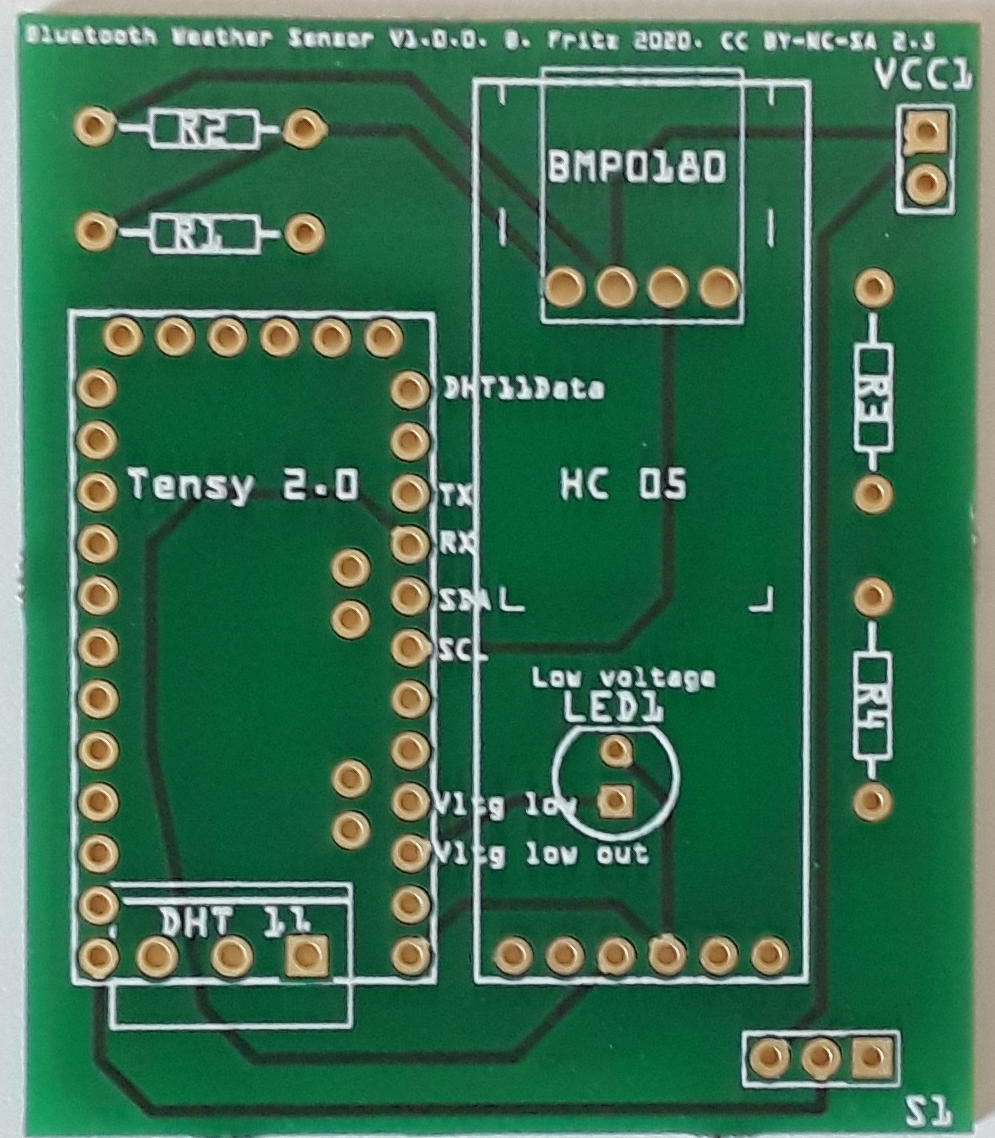 Bluetooth Weather Sensor V1.0.0. B. Fritz 2020. CC BY-NC-SA 2.5
VCC1
R2
BMP0180
R1
DHT11Data
R3
Tensy 2.0
TX
HC 05
RX
SDA
SCL
Low voltage
LED1
R4
Vltg low
Vltg low out
DHT 11
S1